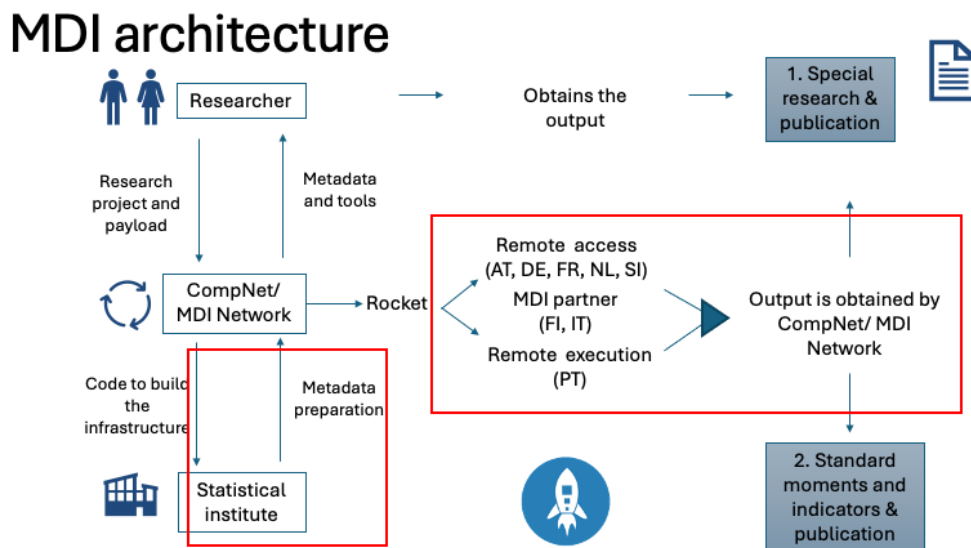 MDI architecture
Researcher
Obtains the
output
1. Special
research &
publication
Research
project and
payload
Metadata
and tools
CompNet/
MDI Network
Rocket
Remote access
(AT, DE, FR, NL, SI)
MDI partner
(FI, IT)
Remote execution
(PT)
Output is obtained by
CompNet/ MDI
Network
Code to build
the
infrastructure
Metadata
preparation
Statistical
institute
2. Standard
moments and
indicators &
publication